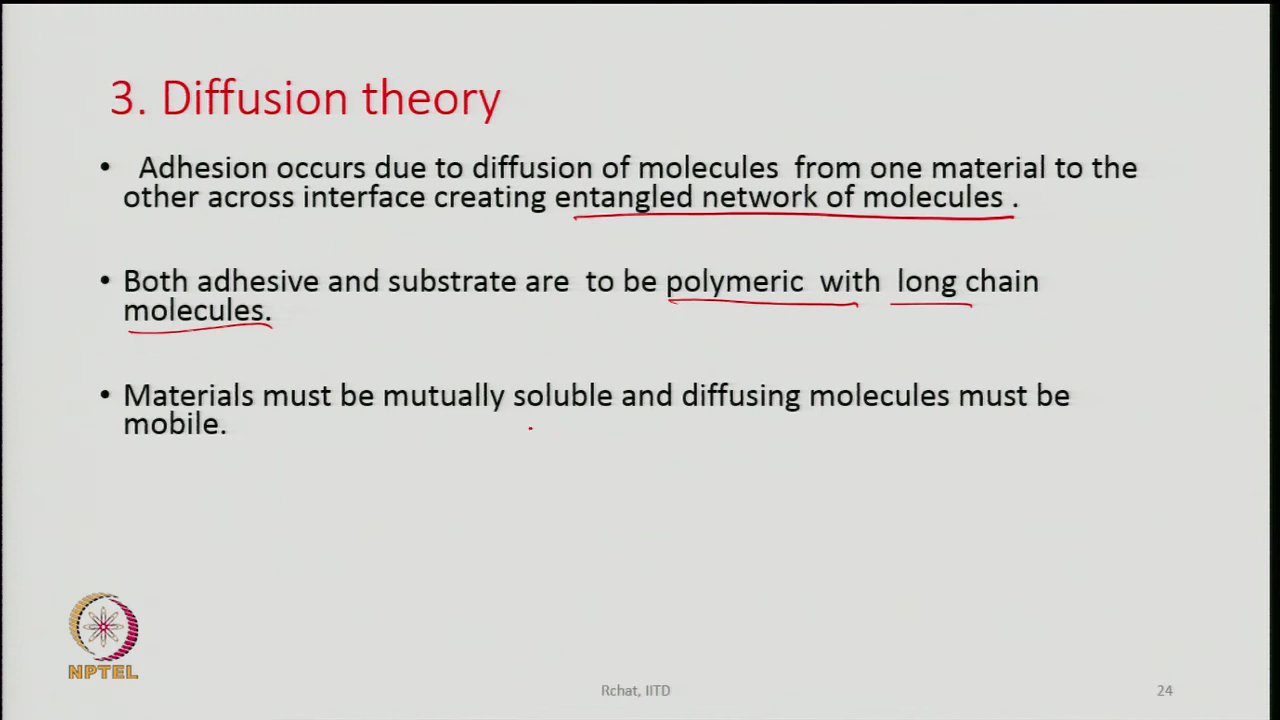 3. Diffusion theory
• Adhesion occurs due to diffusion of molecules from one material to the
other across interface creating entangled network of molecules .
• Both adhesive and substrate are to be polymeric with long chain
molecules.
• Materials must be mutually soluble and diffusing molecules must be
mobile.
NPTEL
Rchat, IITD
24